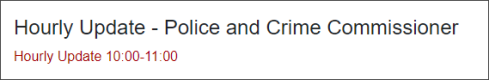 Hourly Update - Police and Crime Commissioner
Hourly Update 10:00-11:00